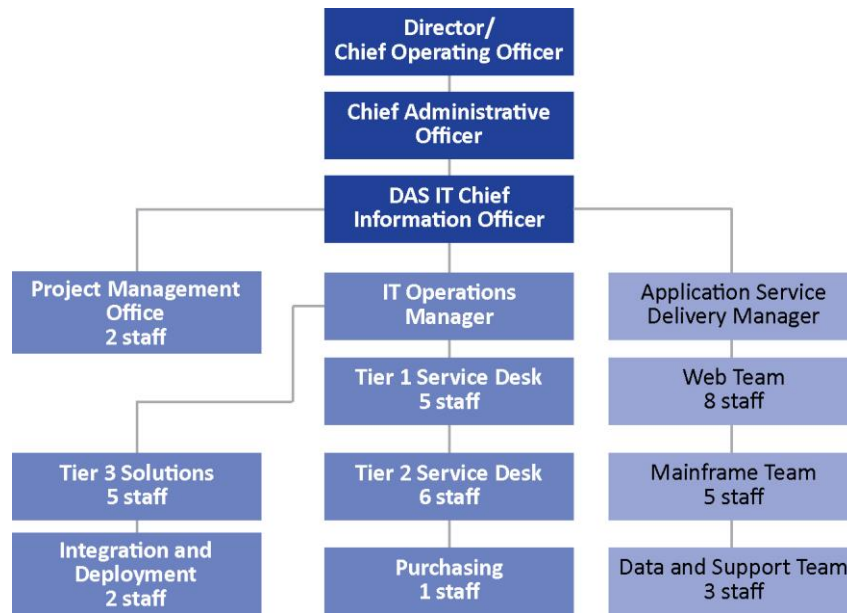 Director/
Chief Operating Officer
Chief Administrative
Officer
DAS IT Chief
Information Officer
Project Management
Office
2 staff
IT Operations
Manager
Application Service
Delivery Manager
Tier 1 Service Desk
5 staff
Web Team
8 staff
Tier 3 Solutions
5 staff
Tier 2 Service Desk
6 staff
Mainframe Team
5 staff
Integration and
Deployment
2 staff
Purchasing
1 staff
Data and Support Team
3 staff